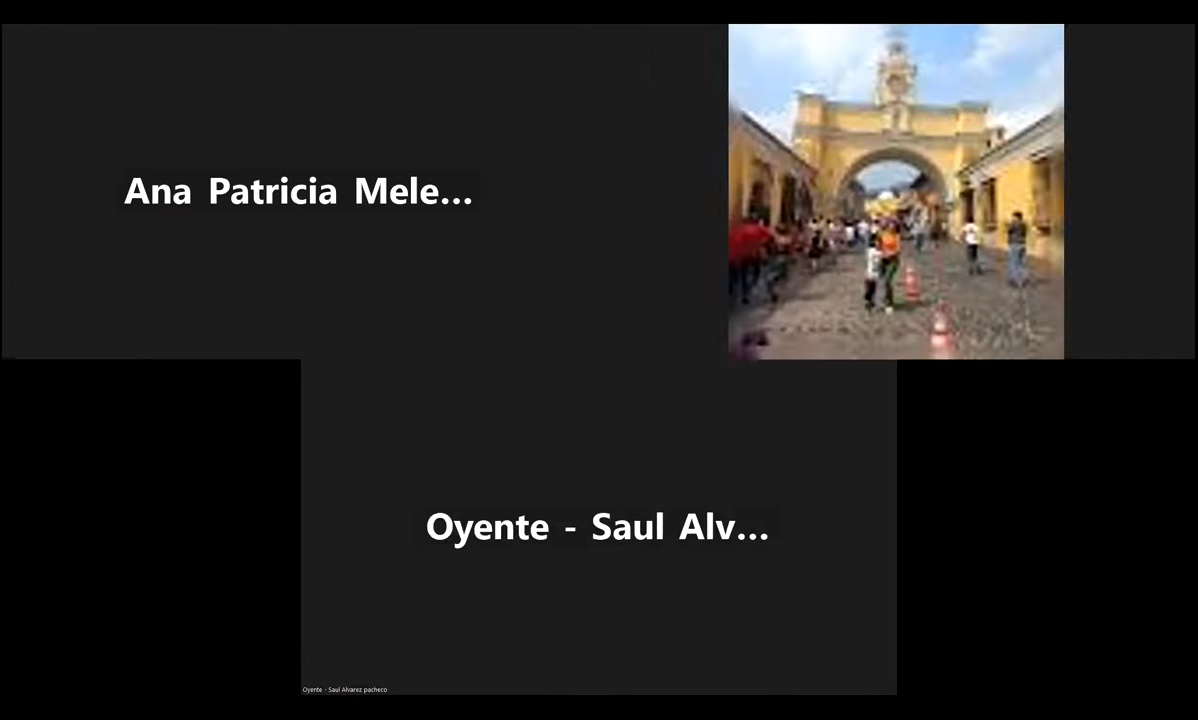 Ana Patricia Mele...
Oyente - Saul Alv...
Oyente - Saul Alvarez pacheco